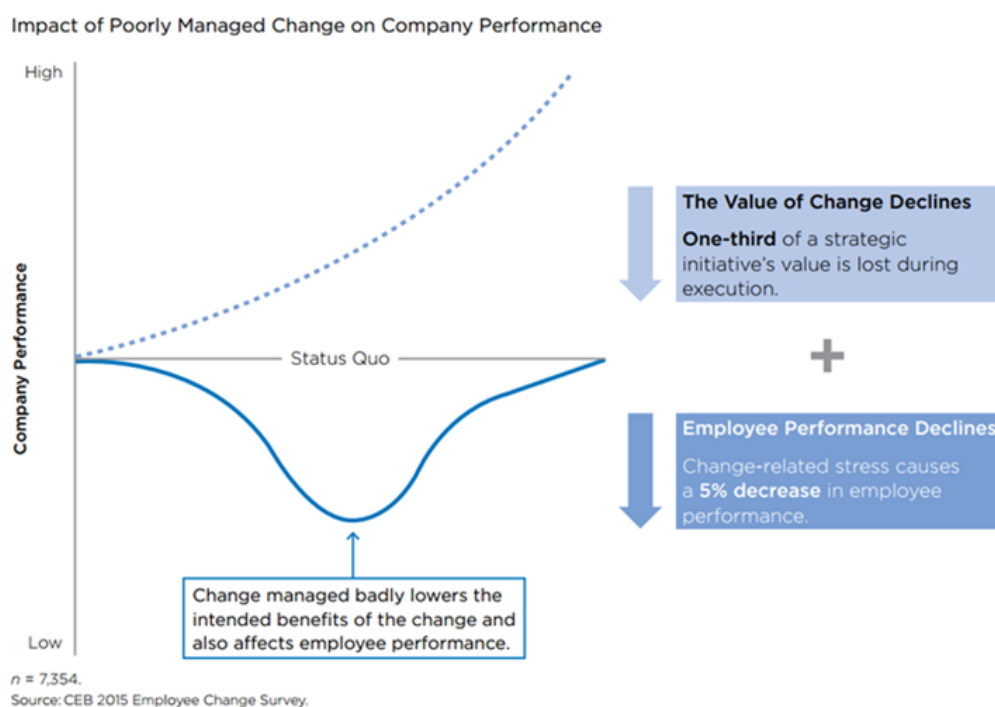 Impact of Poorly Managed Change on Company Performance
High
Company Performance
Low
Status Quo
Change managed badly lowers the
intended benefits of the change and
also affects employee performance.
The Value of Change Declines
One-third of a strategic
initiative's value is lost during
execution.
+
Employee Performance Declines
Change-related stress causes
a 5% decrease in employee
performance.
n = 7,354.
Source: CEB 2015 Employee Change Survey.